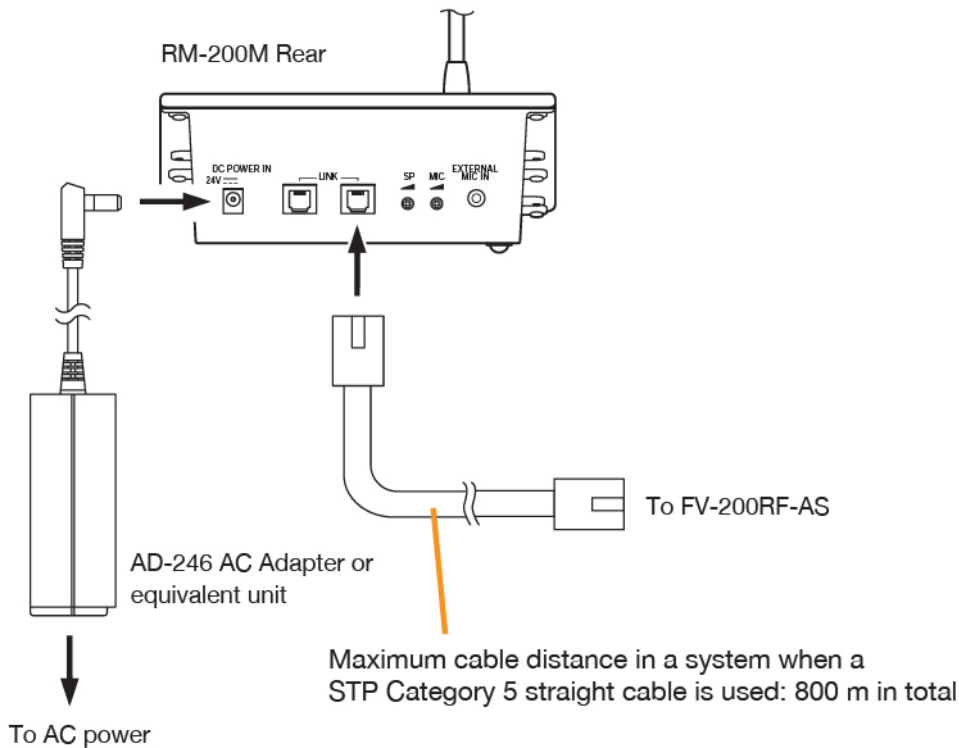 RM-200M Rear
DC POWER IN
24V
LINK
SP
MIC
EXTERNAL
MIC IN
To FV-200RF-AS
AD-246 AC Adapter or
equivalent unit
Maximum cable distance in a system when a
STP Category 5 straight cable is used: 800 m in total
To AC power